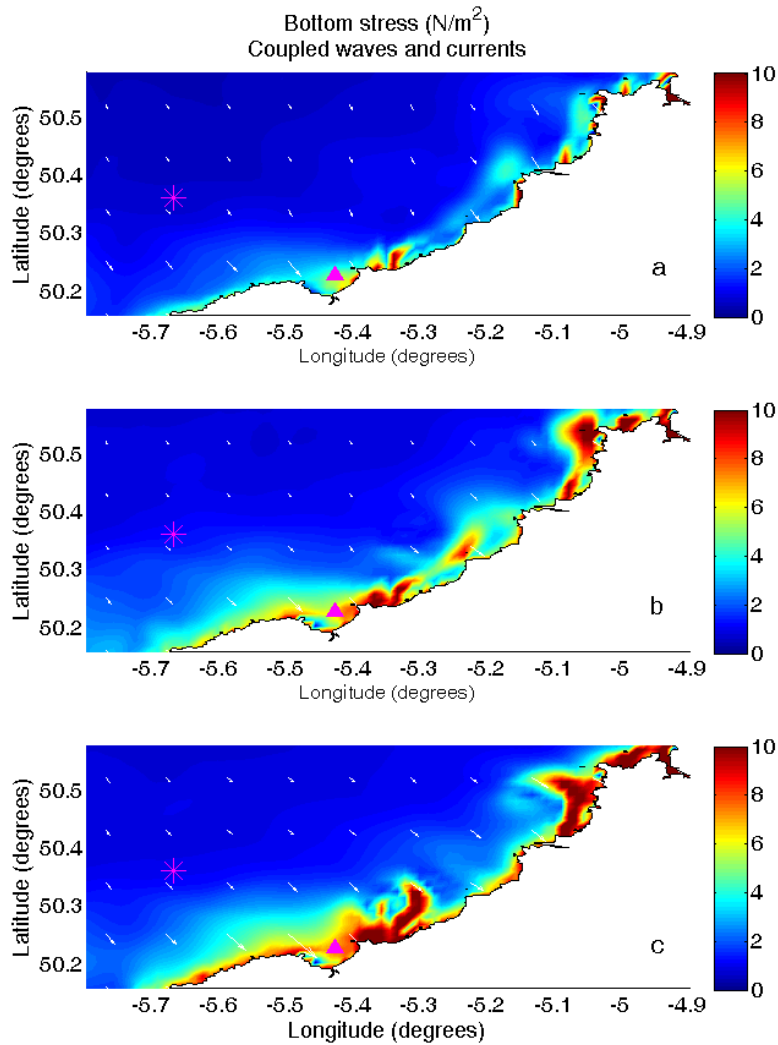 Bottom stress (N/m²)
Coupled waves and currents
Latitude (degrees)
50.5
50.4
50.3
50.2
a
10
8
6
4
2
0
-5.7 -5.6 -5.5 -5.4 -5.3 -5.2 -5.1 -5 -4.9
Longitude (degrees)
Latitude (degrees)
50.5
50.4
50.3
50.2
b
10
8
6
4
2
0
-5.7 -5.6 -5.5 -5.4 -5.3 -5.2 -5.1 -5 -4.9
Longitude (degrees)
Latitude (degrees)
50.5
50.4
50.3
50.2
c
10
8
6
4
2
0
-5.7 -5.6 -5.5 -5.4 -5.3 -5.2 -5.1 -5 -4.9
Longitude (degrees)